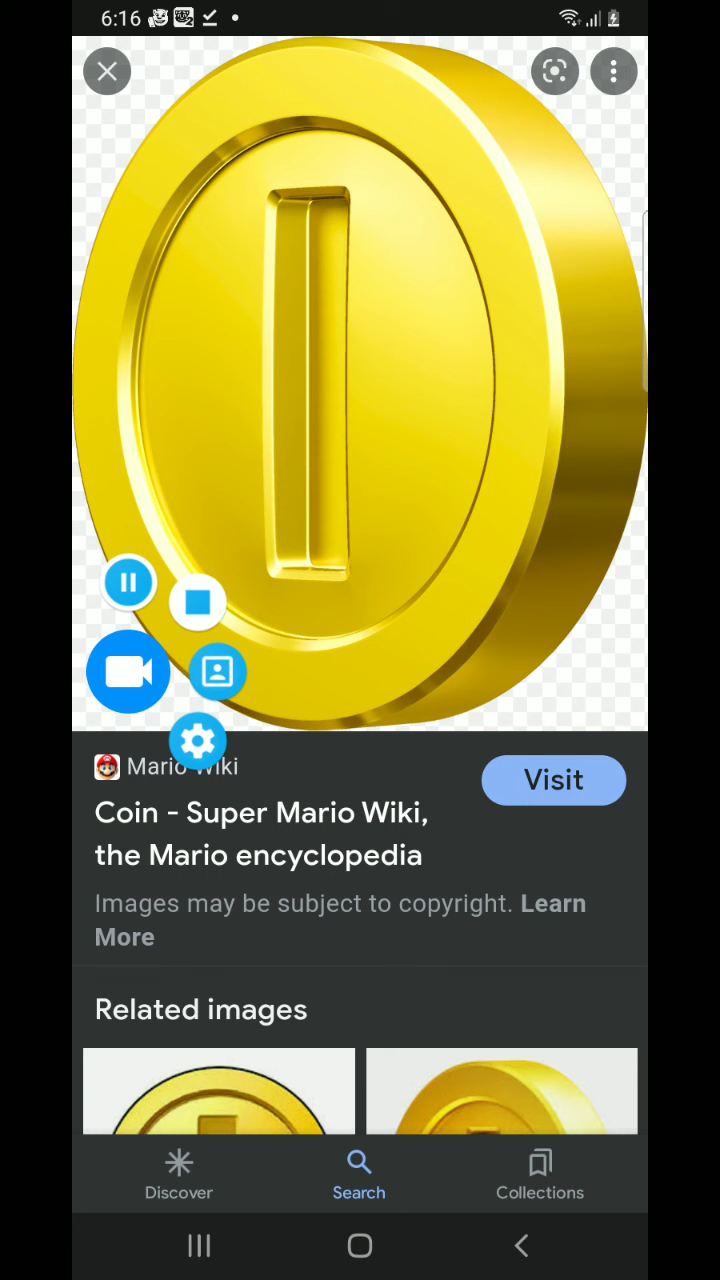 6:16
Mario Wiki
Visit
Coin - Super Mario Wiki,
the Mario encyclopedia
Images may be subject to copyright. Learn
More
Related images
Discover
Search
Collections